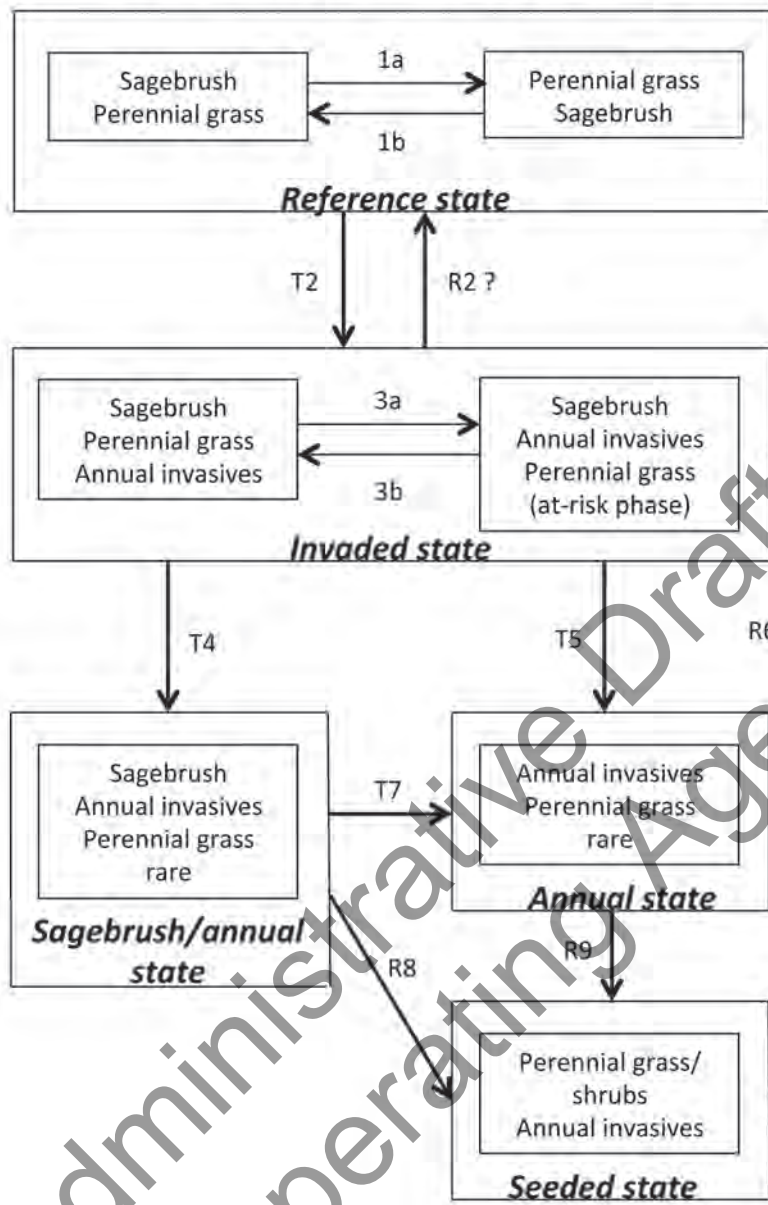 1a
Sagebrush
Perennial grass
Perennial grass
Sagebrush
1b
Reference state
T2
R2 ?
Sagebrush
Perennial grass
Annual invasives
3a
3b
Sagebrush
Annual invasives
Perennial grass
(at-risk phase)
Invaded state
T4
T5
R6
Sagebrush
Annual invasives
Perennial grass
rare
Sagebrush/annual
state
T7
Annual invasives
Perennial grass
rare
Annual state
R8
R9
Perennial grass/
shrubs
Annual invasives
Seeded state